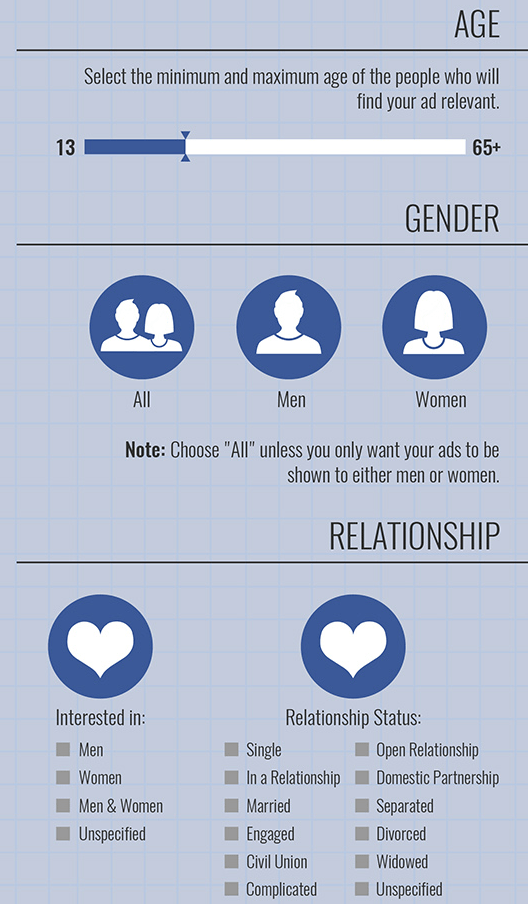 AGE
Select the minimum and maximum age of the people who will
find your ad relevant.
13 65+
GENDER
All Men Women
Note: Choose "All" unless you only want your ads to be
shown to either men or women.
RELATIONSHIP
Interested in:
Men
Women
Men & Women
Unspecified
Relationship Status:
Single
In a Relationship
Married
Engaged
Civil Union
Complicated
Open Relationship
Domestic Partnership
Separated
Divorced
Widowed
Unspecified